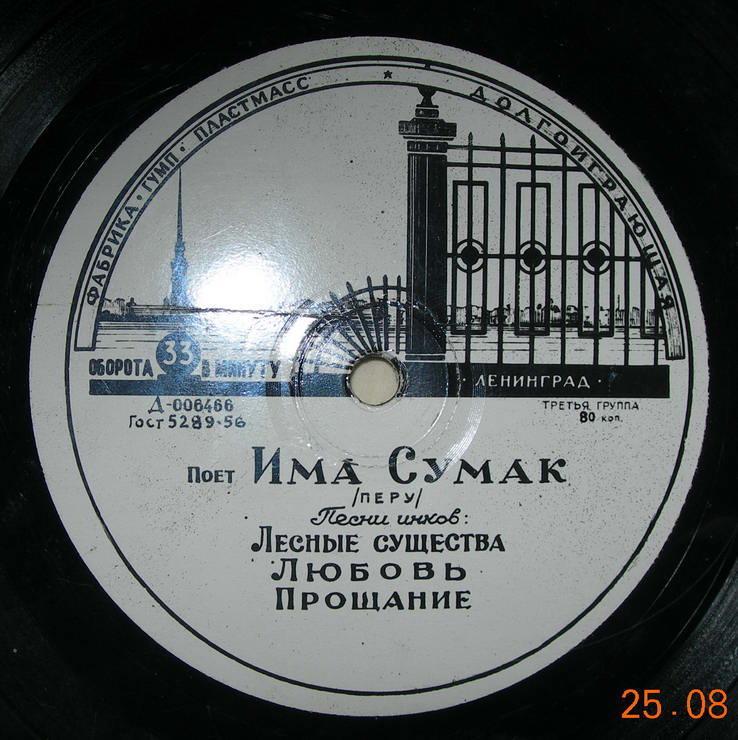 ФАБРИКА · ГУМП · ПЛАСТМАСС * ДОЛГОИГРАЮЩАЯ
ОБОРОТА 33 В МИНУТУ
· ЛЕНИНГРАД ·
Д-006466
ГОСТ 5289-56
ТРЕТЬЯ ГРУППА
80 коп.
ПОЕТ ИМА СУМАК
/ПЕРУ/
Песни инков:
ЛЕСНЫЕ СУЩЕСТВА
ЛЮБОВЬ
ПРОЩАНИЕ
25.08